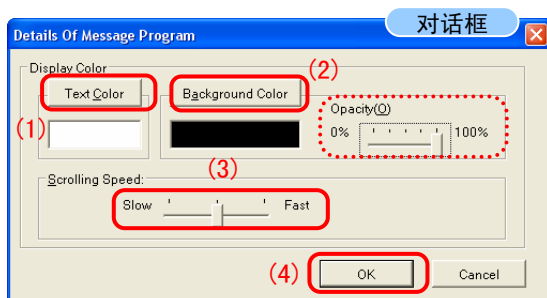 对话框
Details Of Message Program
Display Color
(2)
Text Color
Background Color
Opacity(O)
(1)
0% 100%
(3)
Scrolling Speed:
Slow Fast
(4) OK Cancel